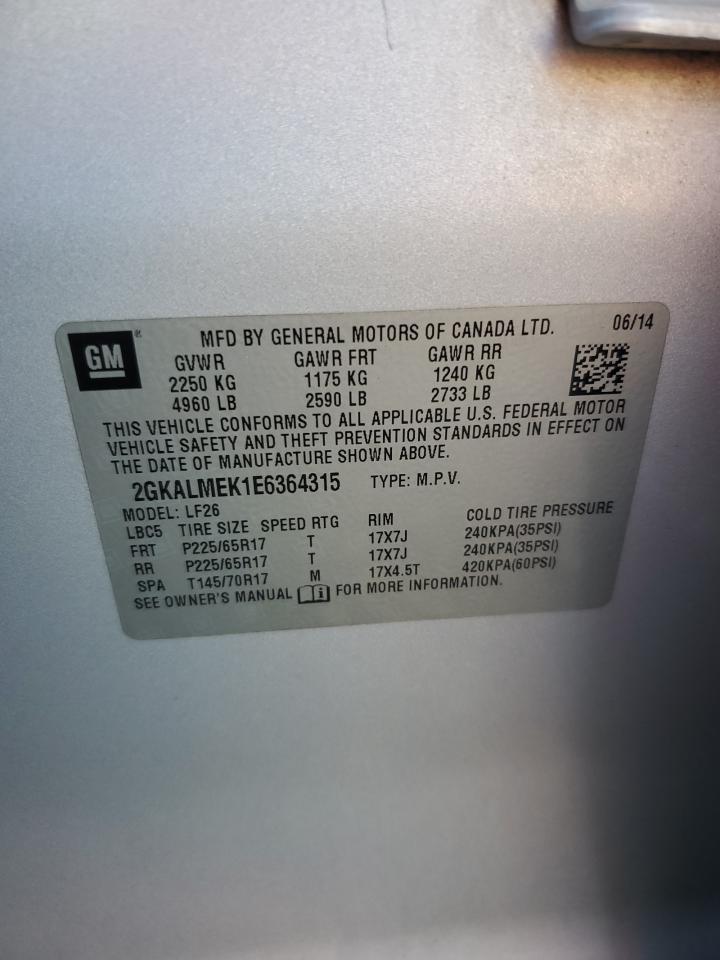 GM® MFD BY GENERAL MOTORS OF CANADA LTD. 06/14
GVWR GAWR FRT GAWR RR
2250 KG 1175 KG 1240 KG
4960 LB 2590 LB 2733 LB
THIS VEHICLE CONFORMS TO ALL APPLICABLE U.S. FEDERAL MOTOR
VEHICLE SAFETY AND THEFT PREVENTION STANDARDS IN EFFECT ON
THE DATE OF MANUFACTURE SHOWN ABOVE.
2GKALMEK1E6364315 TYPE: M.P.V.
MODEL: LF26
LBC5 TIRE SIZE SPEED RTG RIM COLD TIRE PRESSURE
FRT P225/65R17 T 17X7J 240KPA(35PSI)
RR P225/65R17 T 17X7J 240KPA(35PSI)
SPA T145/70R17 M 17X4.5T 420KPA(60PSI)
SEE OWNER'S MANUAL FOR MORE INFORMATION.